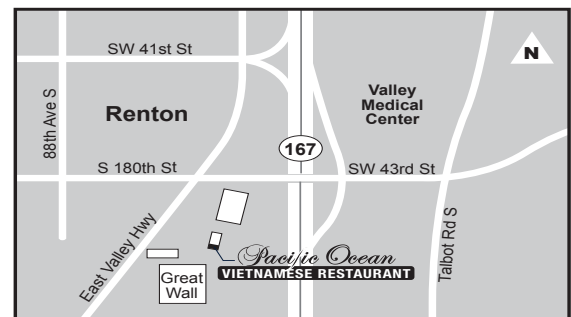 SW 41st St
N
88th Ave S
Renton
Valley
Medical
Center
167
S 180th St
SW 43rd St
East Valley Hwy
Talbot Rd S
Pacific Ocean
VIETNAMESE RESTAURANT
Great
Wall